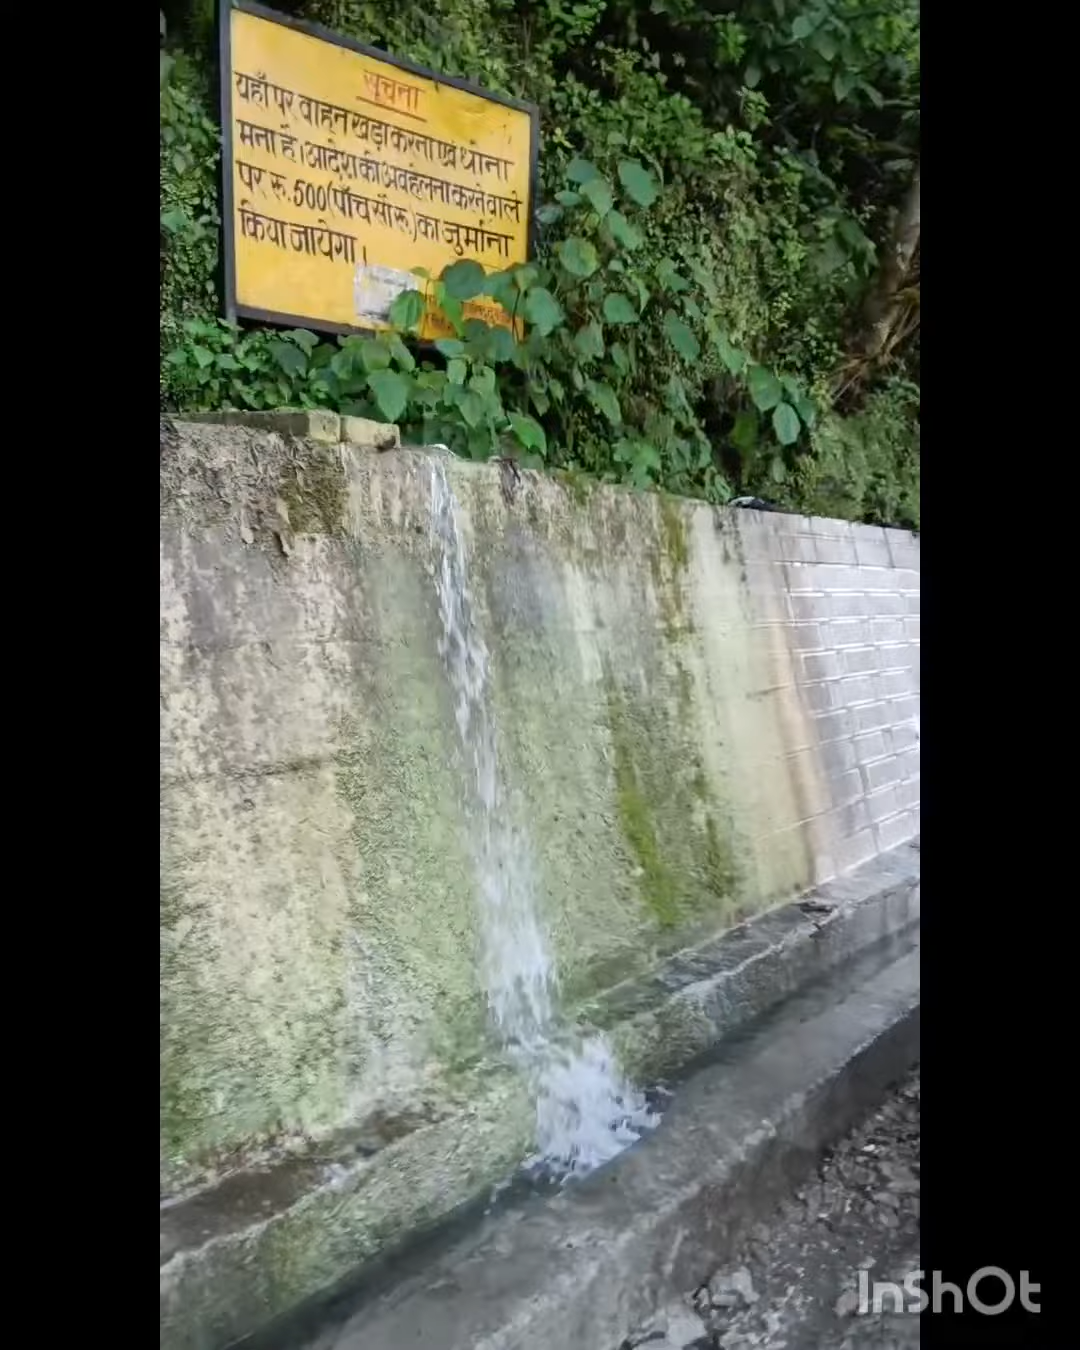 सूचना
यहाँ पर वाहन खड़ा करना एवं धोना
मना है। आदेश की अवहेलना करने वाले
पर रू. 500 (पाँच सौ रू.) का जुर्माना
किया जायेगा।
InShOt